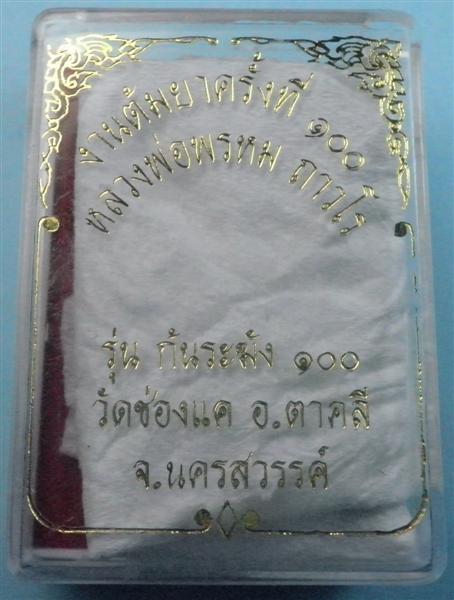 งานต้มยาครั้งที่ ๑๐๐
หลวงพ่อพรหม ถาวโร
รุ่น ก้นระฆัง ๑๐๐
วัดช่องแค อ.ตาคลี
จ.นครสวรรค์